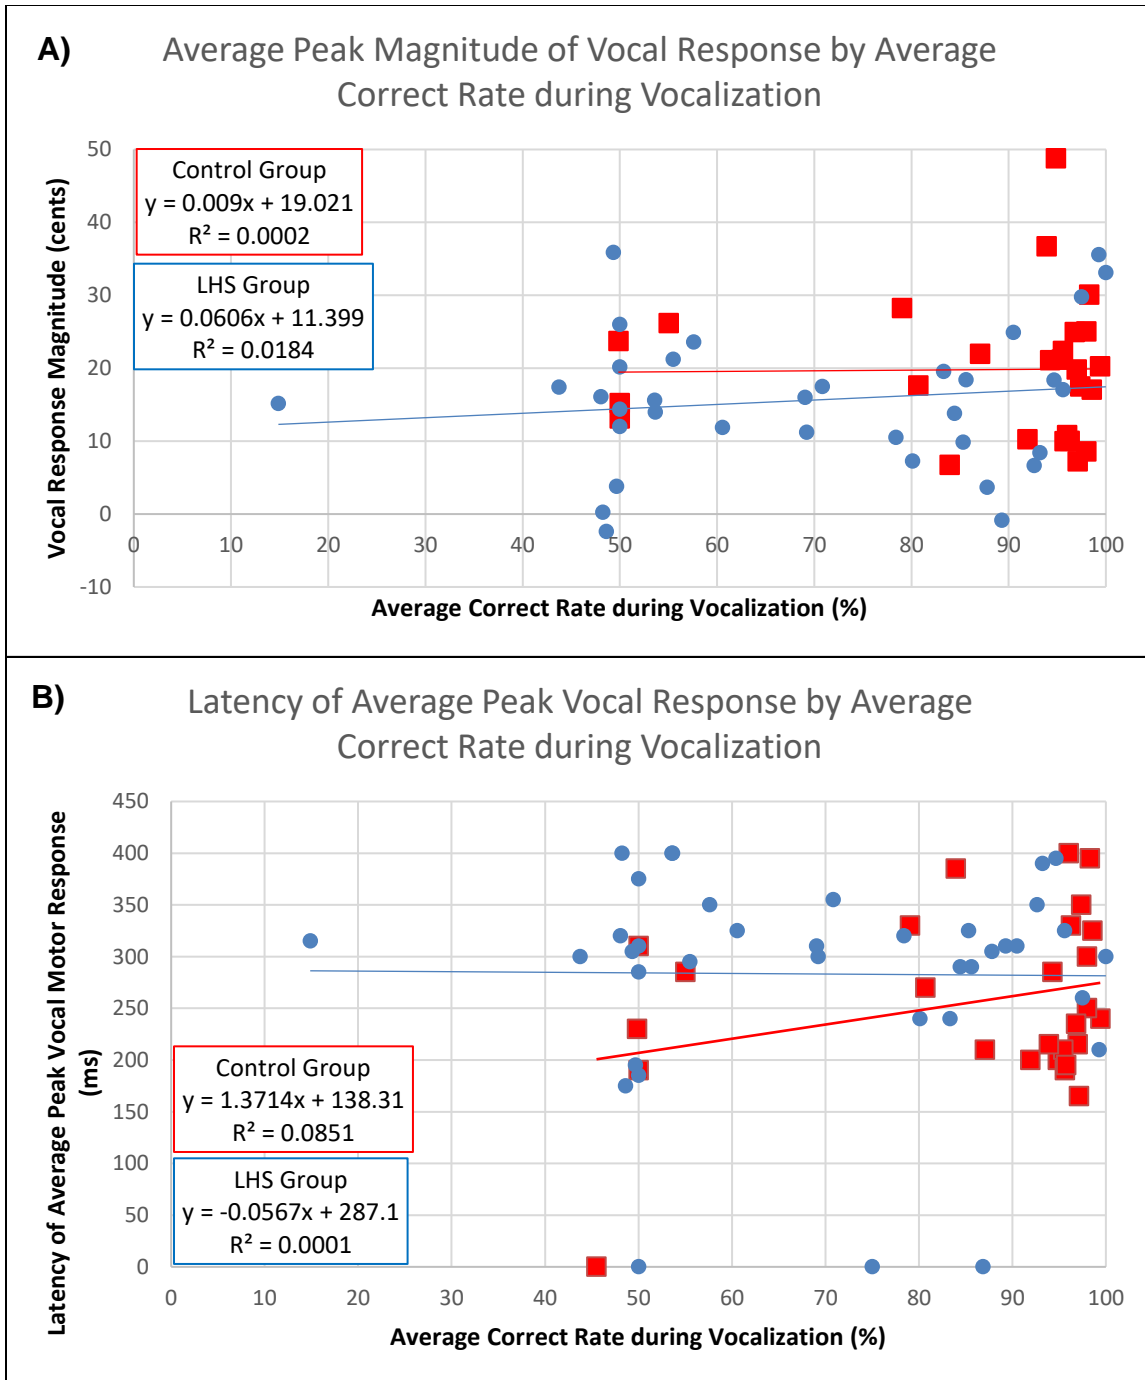 A)
Average Peak Magnitude of Vocal Response by Average
Correct Rate during Vocalization
Vocal Response Magnitude (cents)
50
40
30
20
10
0
-10
Control Group
y = 0.009x + 19.021
R² = 0.0002
LHS Group
y = 0.0606x + 11.399
R² = 0.0184
0 10 20 30 40 50 60 70 80 90 100
Average Correct Rate during Vocalization (%)
B)
Latency of Average Peak Vocal Response by Average
Correct Rate during Vocalization
Latency of Average Peak Vocal Motor Response
(ms)
450
400
350
300
250
200
150
100
50
0
Control Group
y = 1.3714x + 138.31
R² = 0.0851
LHS Group
y = -0.0567x + 287.1
R² = 0.0001
0 10 20 30 40 50 60 70 80 90 100
Average Correct Rate during Vocalization (%)